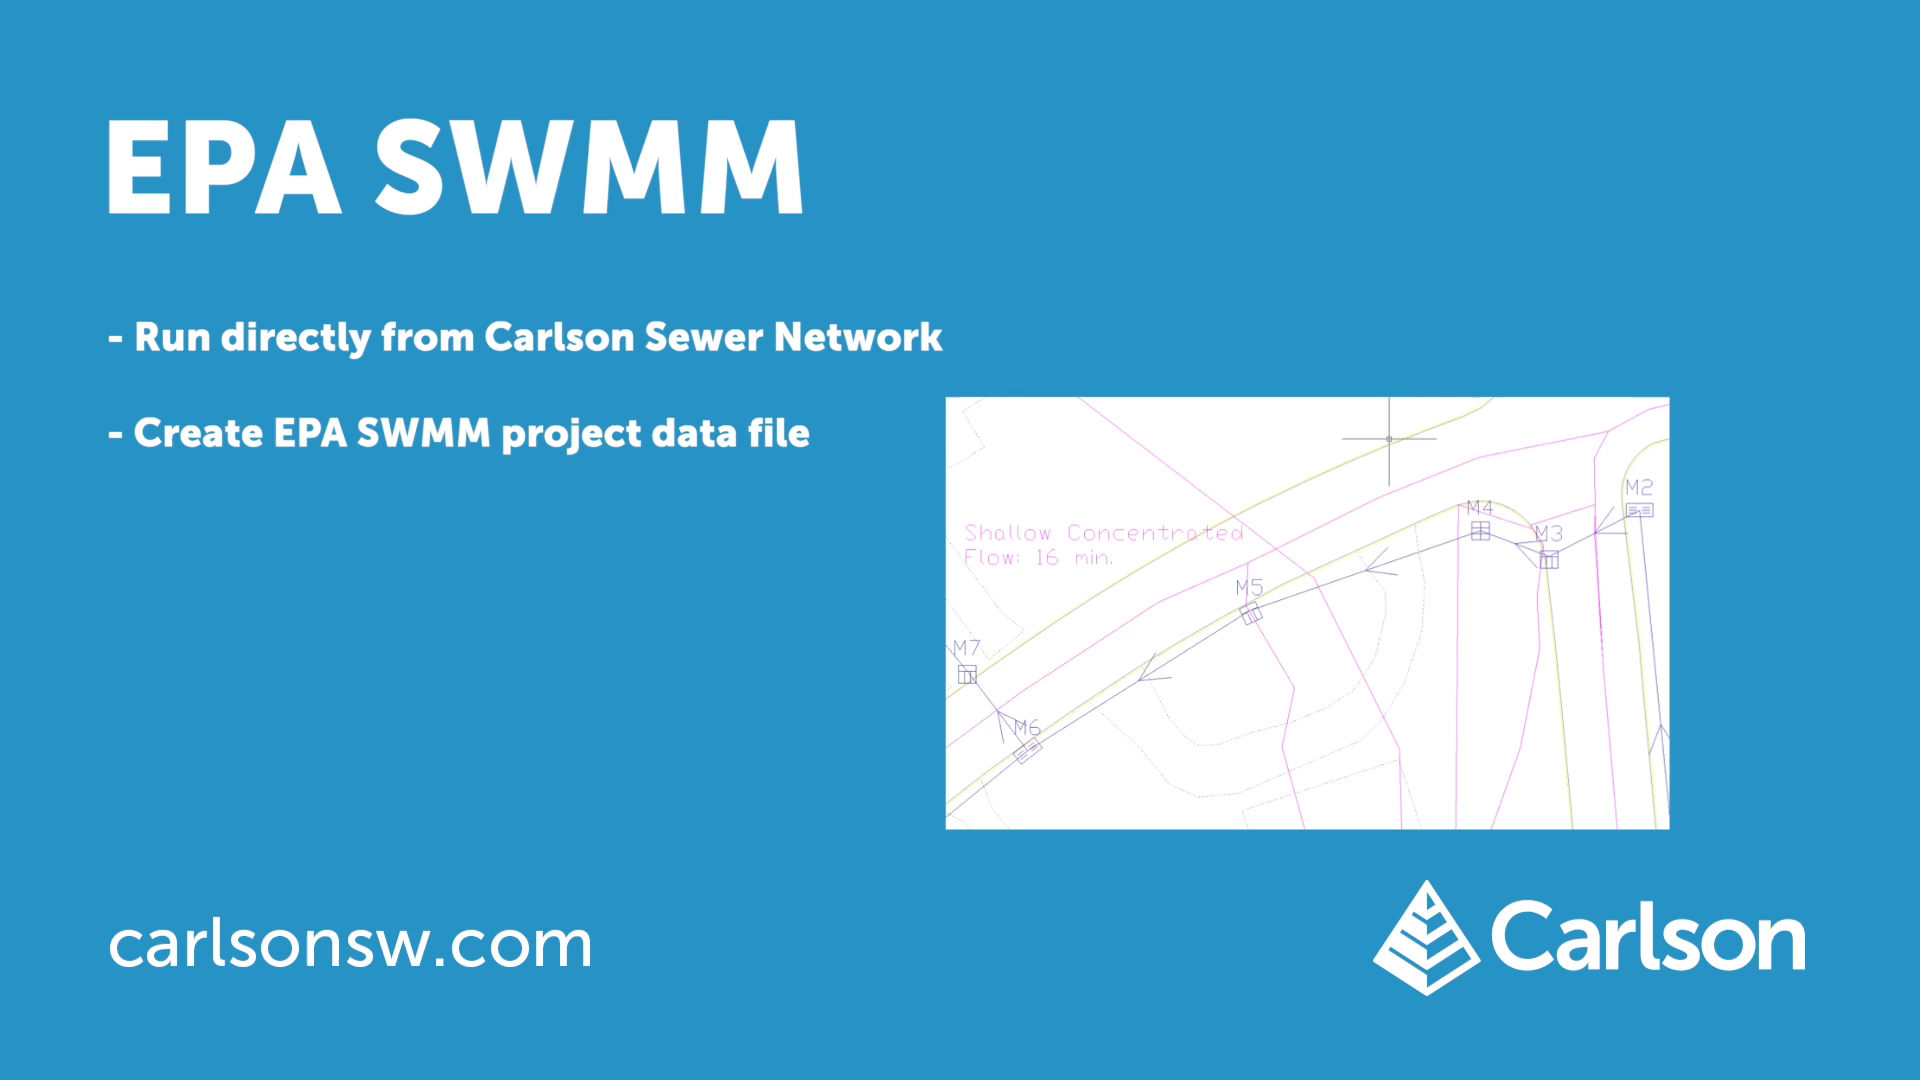 EPA SWMM
- Run directly from Carlson Sewer Network
- Create EPA SWMM project data file
M2
M4
Shallow Concentrated
M3
Flow: 16 min.
M5
M7
M6
carlsonsw.com
Carlson